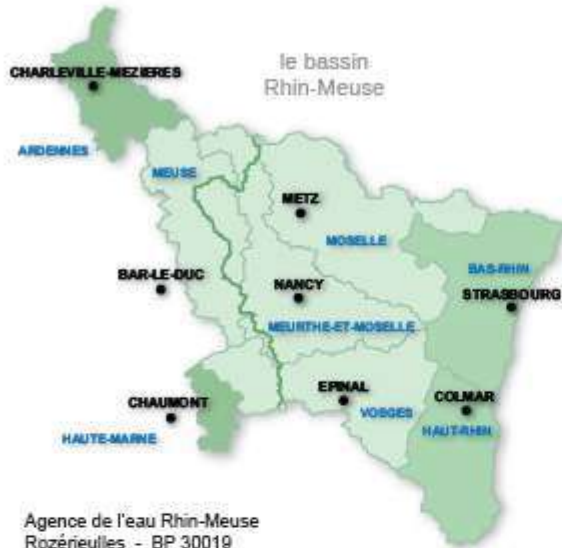 le bassin
Rhin-Meuse
CHARLEVILLE-MEZIERES
ARDENNES
MEUSE
METZ
MOSELLE
BAS-RHIN
BAR-LE-DUC
NANCY
STRASBOURG
MEURTHE-ET-MOSELLE
CHAUMONT
EPINAL
COLMAR
VOSGES
HAUTE-MARNE
HAUT-RHIN
Agence de l'eau Rhin-Meuse
Rozérieulles - BP 30019